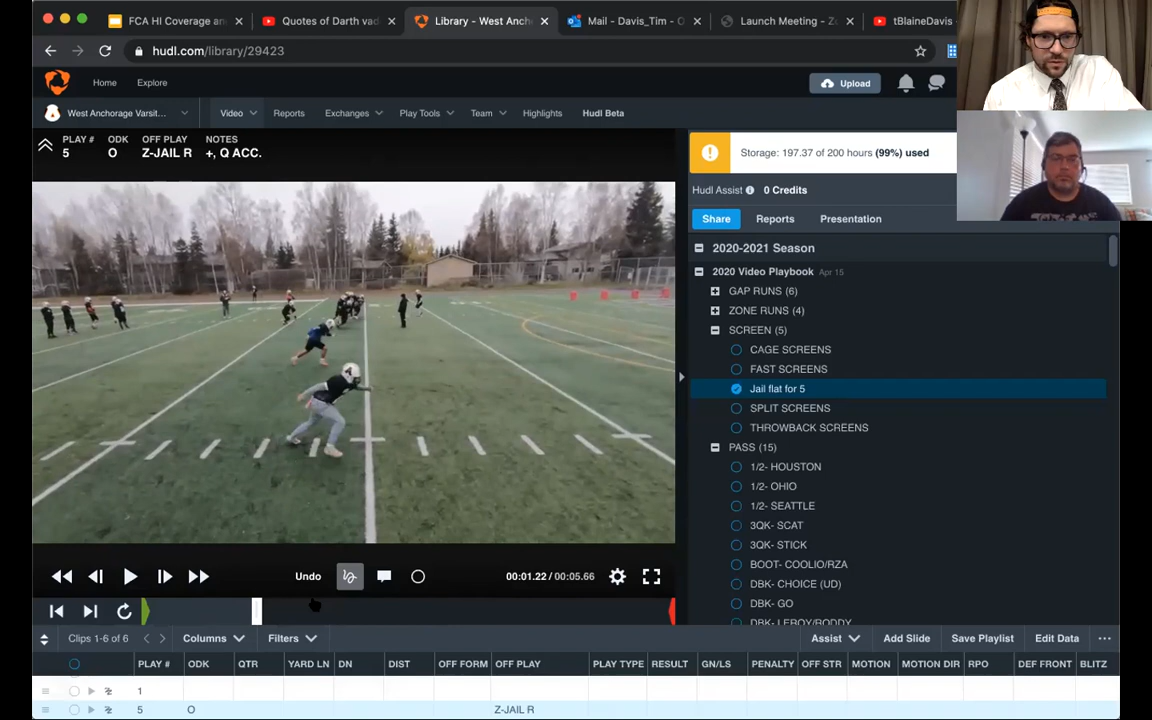 FCA HI Coverage an
Quotes of Darth vad
Library - West Anch
Mail - Davis_Tim - O
Launch Meeting - Z
tBlaineDavis
hudl.com/library/29423
Home
Explore
Upload
West Anchorage Varsit...
Video
Reports
Exchanges
Play Tools
Team
Highlights
Hudl Beta
PLAY # ODK OFF PLAY NOTES
5 O Z-JAIL R +, Q ACC.
Storage: 197.37 of 200 hours (99%) used
Hudl Assist 0 Credits
Share
Reports
Presentation
2020-2021 Season
2020 Video Playbook Apr 15
GAP RUNS (6)
ZONE RUNS (4)
SCREEN (5)
CAGE SCREENS
FAST SCREENS
Jail flat for 5
SPLIT SCREENS
THROWBACK SCREENS
PASS (15)
1/2- HOUSTON
1/2- OHIO
1/2- SEATTLE
3QK- SCAT
3QK- STICK
BOOT- COOLIO/RZA
DBK- CHOICE (UD)
DBK- GO
DBK- LEROY/RODDY
Undo
00:01.22 / 00:05.66
Clips 1-6 of 6
Columns
Filters
Assist
Add Slide
Save Playlist
Edit Data
PLAY # ODK QTR YARD LN DN DIST OFF FORM OFF PLAY PLAY TYPE RESULT GN/LS PENALTY OFF STR MOTION MOTION DIR RPO DEF FRONT BLITZ
1
5 O Z-JAIL R